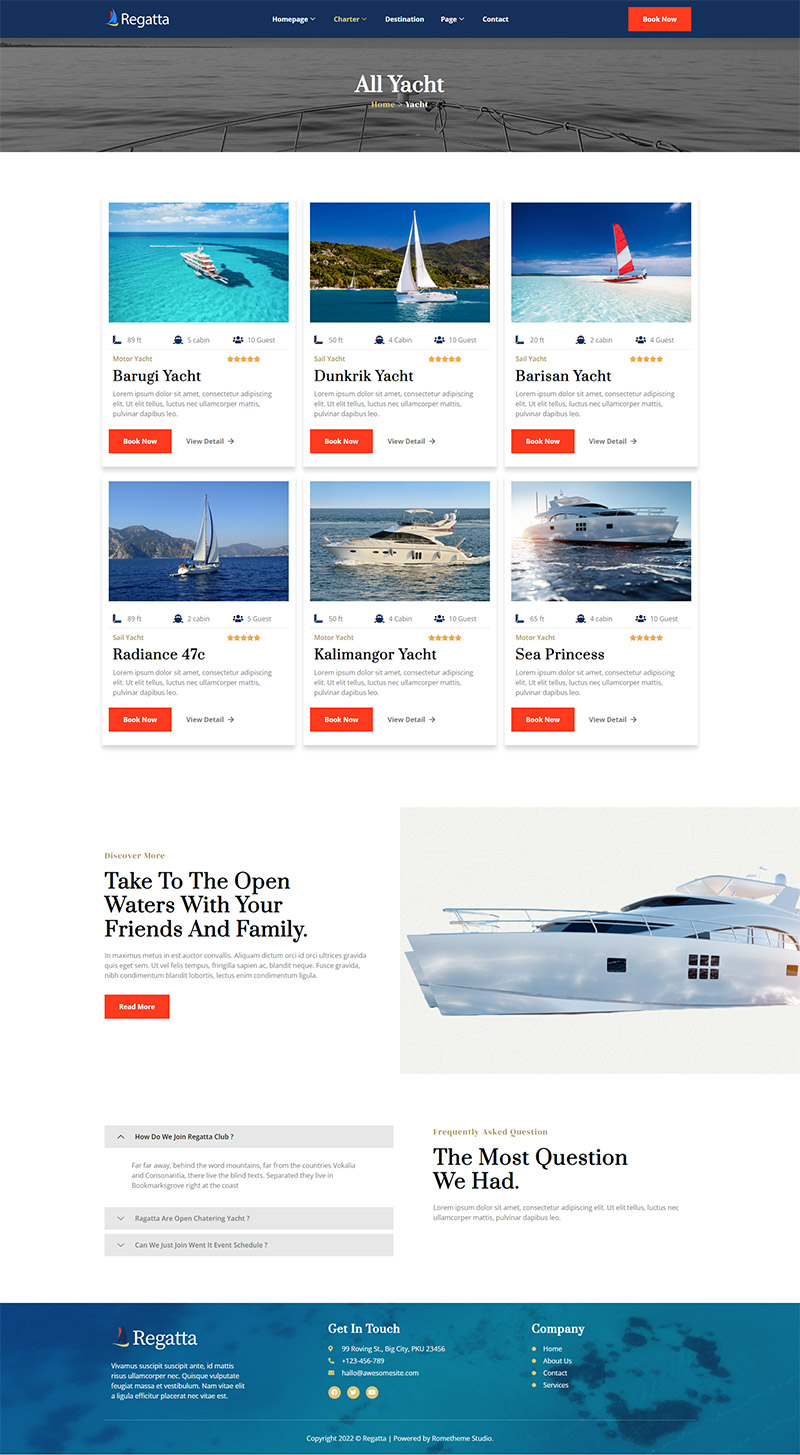 Regatta
Homepage Charter Destination Page Contact
Book Now
All Yacht
Home > Yacht
89 ft 5 cabin 10 Guest
Motor Yacht
Barugi Yacht
Lorem ipsum dolor sit amet, consectetur adipiscing
elit. Ut elit tellus, luctus nec ullamcorper mattis,
pulvinar dapibus leo.
Book Now View Detail →
50 ft 4 Cabin 10 Guest
Sail Yacht
Dunkrik Yacht
Lorem ipsum dolor sit amet, consectetur adipiscing
elit. Ut elit tellus, luctus nec ullamcorper mattis,
pulvinar dapibus leo.
Book Now View Detail →
20 ft 2 cabin 4 Guest
Sail Yacht
Barisan Yacht
Lorem ipsum dolor sit amet, consectetur adipiscing
elit. Ut elit tellus, luctus nec ullamcorper mattis,
pulvinar dapibus leo.
Book Now View Detail →
89 ft 2 cabin 5 Guest
Sail Yacht
Radiance 47c
Lorem ipsum dolor sit amet, consectetur adipiscing
elit. Ut elit tellus, luctus nec ullamcorper mattis,
pulvinar dapibus leo.
Book Now View Detail →
50 ft 4 Cabin 10 Guest
Motor Yacht
Kalimangor Yacht
Lorem ipsum dolor sit amet, consectetur adipiscing
elit. Ut elit tellus, luctus nec ullamcorper mattis,
pulvinar dapibus leo.
Book Now View Detail →
65 ft 4 cabin 10 Guest
Motor Yacht
Sea Princess
Lorem ipsum dolor sit amet, consectetur adipiscing
elit. Ut elit tellus, luctus nec ullamcorper mattis,
pulvinar dapibus leo.
Book Now View Detail →
Discover More
Take To The Open
Waters With Your
Friends And Family.
In maximus metus in est auctor convallis. Aliquam dictum orci id orci ultrices gravida
quis eget sem. Ut vel felis tempus, fringilla sapien ac, blandit neque. Fusce gravida,
nibh condimentum blandit lobortis, lectus enim condimentum ligula.
Read More
How Do We Join Regatta Club ?
Far far away, behind the word mountains, far from the countries Vokalia
and Consonantia, there live the blind texts. Separated they live in
Bookmarksgrove right at the coast
Ragatta Are Open Chatering Yacht ?
Can We Just Join Went It Event Schedule ?
Frequently Asked Question
The Most Question
We Had.
Lorem ipsum dolor sit amet, consectetur adipiscing elit. Ut elit tellus, luctus nec
ullamcorper mattis, pulvinar dapibus leo.
Regatta
Vivamus suscipit suscipit ante, id mattis
risus ullamcorper nec. Quisque vulputate
feugiat massa et vestibulum. Nam vitae elit
a ligula efficitur placerat nec vitae est.
Get In Touch
99 Roving St., Big City, PKU 23456
+123-456-789
hallo@awesomesite.com
Company
Home
About Us
Contact
Services
Copyright 2022 © Regatta | Powered by Rometheme Studio.